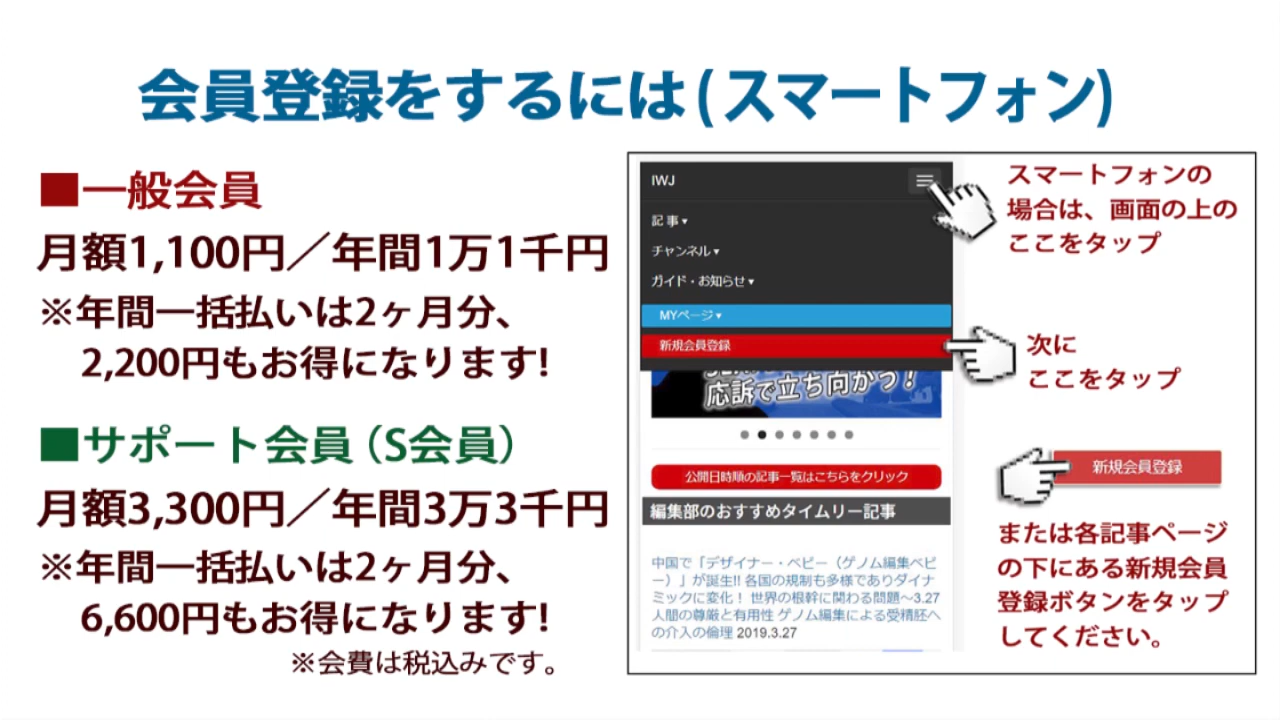 会員登録をするには(スマートフォン)
■一般会員
月額1,100円／年間1万1千円
※年間一括払いは2ヶ月分、
2,200円もお得になります!
■サポート会員（S会員）
月額3,300円／年間3万3千円
※年間一括払いは2ヶ月分、
6,600円もお得になります!
※会費は税込みです。
IWJ
記事▾
チャンネル▾
ガイド・お知らせ▾
MYページ▾
新規会員登録
応訴で立ち向かう！
公開日時順の記事一覧はこちらをクリック
編集部のおすすめタイムリー記事
中国で「デザイナー・ベビー（ゲノム編集ベビ
ー）」が誕生!! 各国の規制も多様でありダイナ
ミックに変化！ 世界の根幹に関わる問題～3.27
人間の尊厳と有用性 ゲノム編集による受精胚へ
の介入の倫理 2019.3.27
スマートフォンの
場合は、画面の上の
ここをタップ
次に
ここをタップ
新規会員登録
または各記事ページ
の下にある新規会員
登録ボタンをタップ
してください。